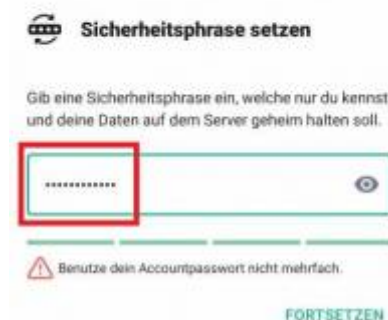 Sicherheitsphrase setzen
Gib eine Sicherheitsphrase ein, welche nur du kennst
und deine Daten auf dem Server geheim halten soll.
••••••••••••
Benutze dein Accountpasswort nicht mehrfach.
FORTSETZEN